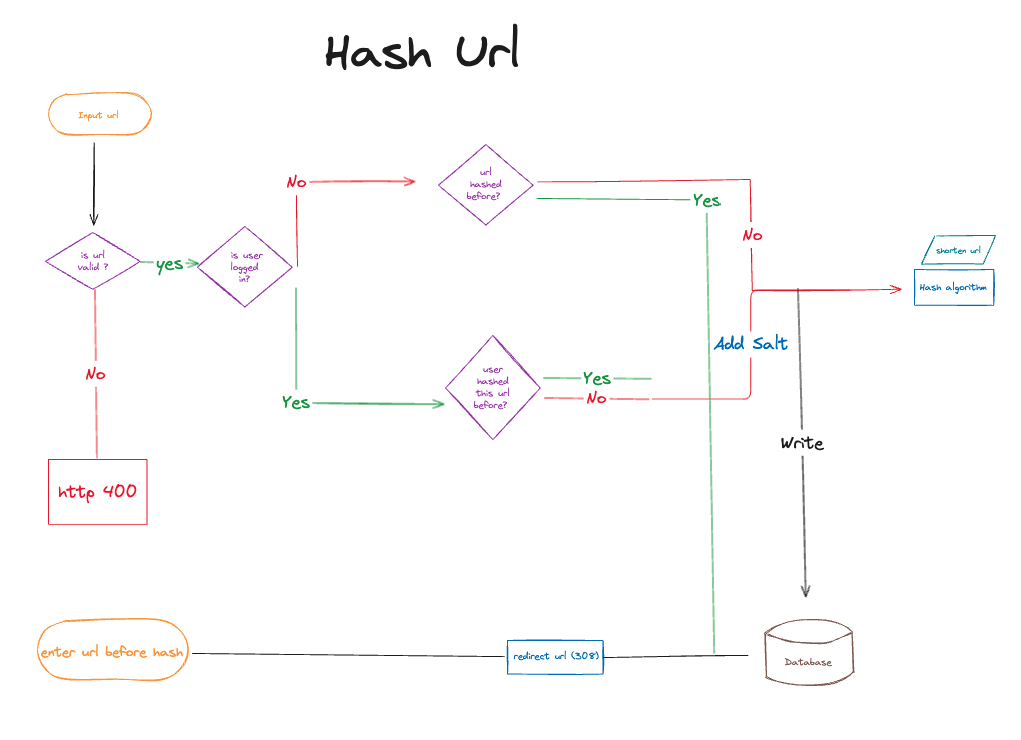 Hash Url
Input url
url
hashed
before?
No
Yes
No
is url
valid ?
yes
is user
logged
in?
shorten url
Hash algorithm
Add Salt
No
user
hashed
this url
before?
Yes
No
Yes
Write
http 400
enter url before hash
redirect url (308)
Database